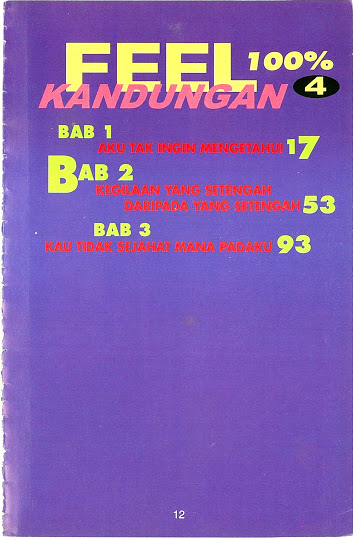 FEEL 100%
KANDUNGAN 4
BAB 1
AKU TAK INGIN MENGETAHUI 17
BAB 2
KEGILAAN YANG SETENGAH
DARIPADA YANG SETENGAH 53
BAB 3
KAU TIDAK SEJAHAT MANA PADAKU 93
12